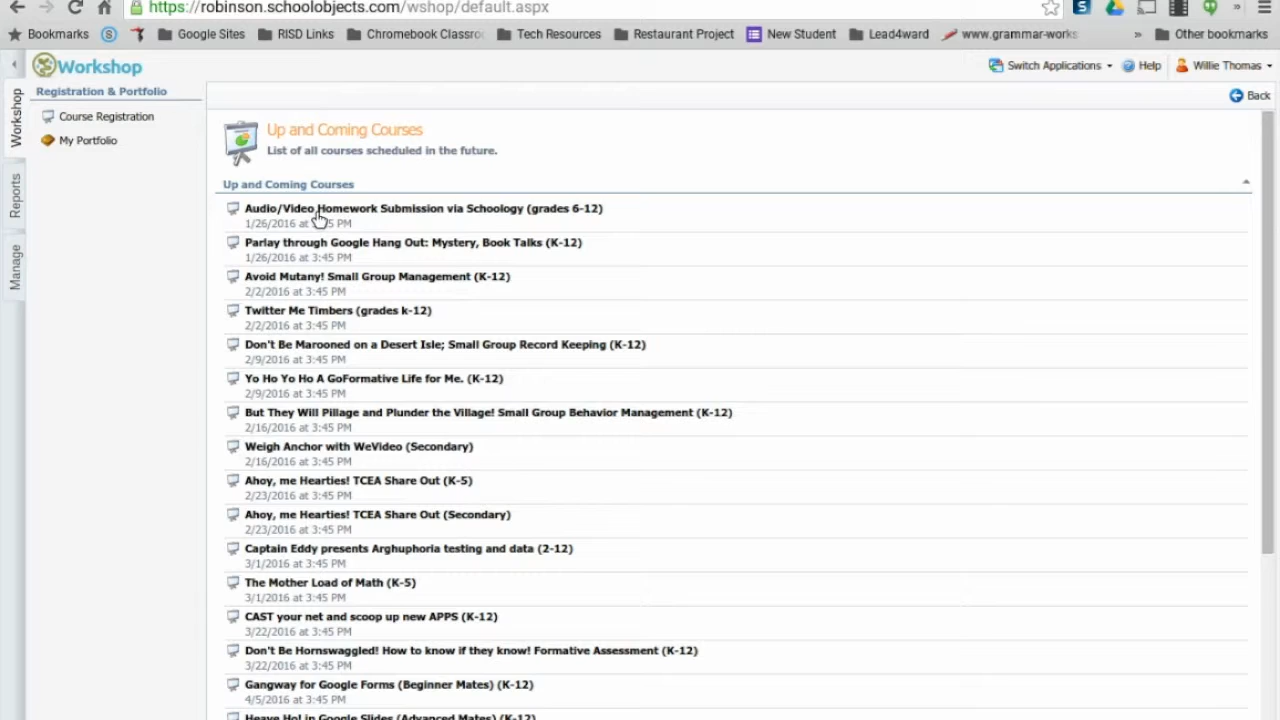 https://robinson.schoolobjects.com/wshop/default.aspx
Bookmarks Google Sites RISD Links Chromebook Classro Tech Resources Restaurant Project New Student Lead4ward www.grammar-works » Other bookmarks
Workshop
Switch Applications Help Willie Thomas
Registration & Portfolio
Back
Course Registration
My Portfolio
Workshop
Reports
Manage
Up and Coming Courses
List of all courses scheduled in the future.
Up and Coming Courses
Audio/Video Homework Submission via Schoology (grades 6-12)
1/26/2016 at PM
Parlay through Google Hang Out: Mystery, Book Talks (K-12)
1/26/2016 at 3:45 PM
Avoid Mutany! Small Group Management (K-12)
2/2/2016 at 3:45 PM
Twitter Me Timbers (grades k-12)
2/2/2016 at 3:45 PM
Don't Be Marooned on a Desert Isle; Small Group Record Keeping (K-12)
2/9/2016 at 3:45 PM
Yo Ho Yo Ho A GoFormative Life for Me. (K-12)
2/9/2016 at 3:45 PM
But They Will Pillage and Plunder the Village! Small Group Behavior Management (K-12)
2/16/2016 at 3:45 PM
Weigh Anchor with WeVideo (Secondary)
2/16/2016 at 3:45 PM
Ahoy, me Hearties! TCEA Share Out (K-5)
2/23/2016 at 3:45 PM
Ahoy, me Hearties! TCEA Share Out (Secondary)
2/23/2016 at 3:45 PM
Captain Eddy presents Arghuphoria testing and data (2-12)
3/1/2016 at 3:45 PM
The Mother Load of Math (K-5)
3/1/2016 at 3:45 PM
CAST your net and scoop up new APPS (K-12)
3/22/2016 at 3:45 PM
Don't Be Hornswaggled! How to know if they know! Formative Assessment (K-12)
3/22/2016 at 3:45 PM
Gangway for Google Forms (Beginner Mates) (K-12)
4/5/2016 at 3:45 PM
Heave Ho! in Google Slides (Advanced Mates) (K-12)